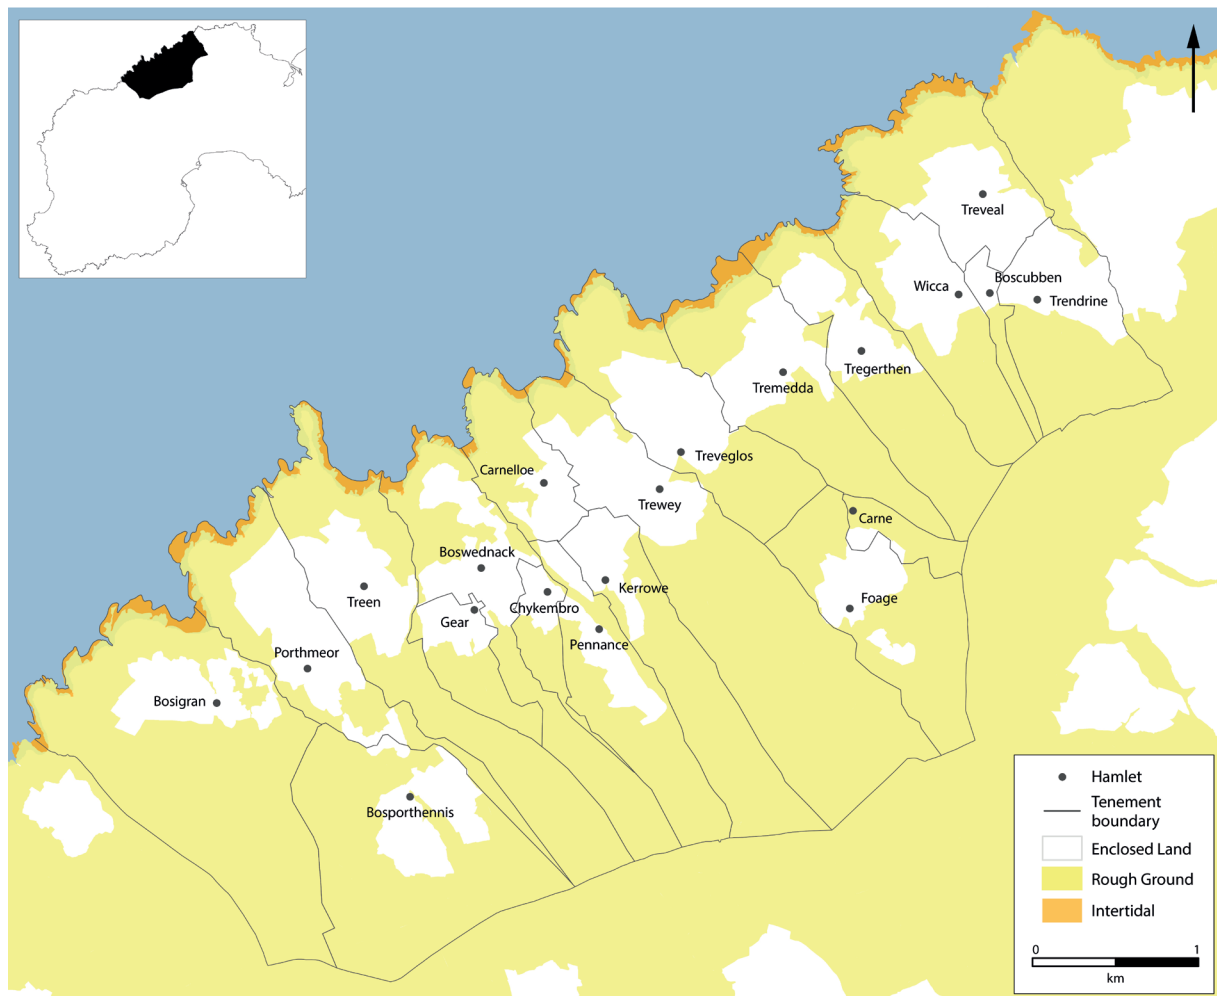 Treveal
Boscubben
Wicca
Trendrine
Tregerthen
Tremedda
Treveglos
Carnelloe
Trewey
Carne
Boswednack
Kerrowe
Treen
Chykembro
Foage
Gear
Pennance
Porthmeor
Bosigran
Bosporthennis
Hamlet
Tenement
boundary
Enclosed Land
Rough Ground
Intertidal
0 1
km